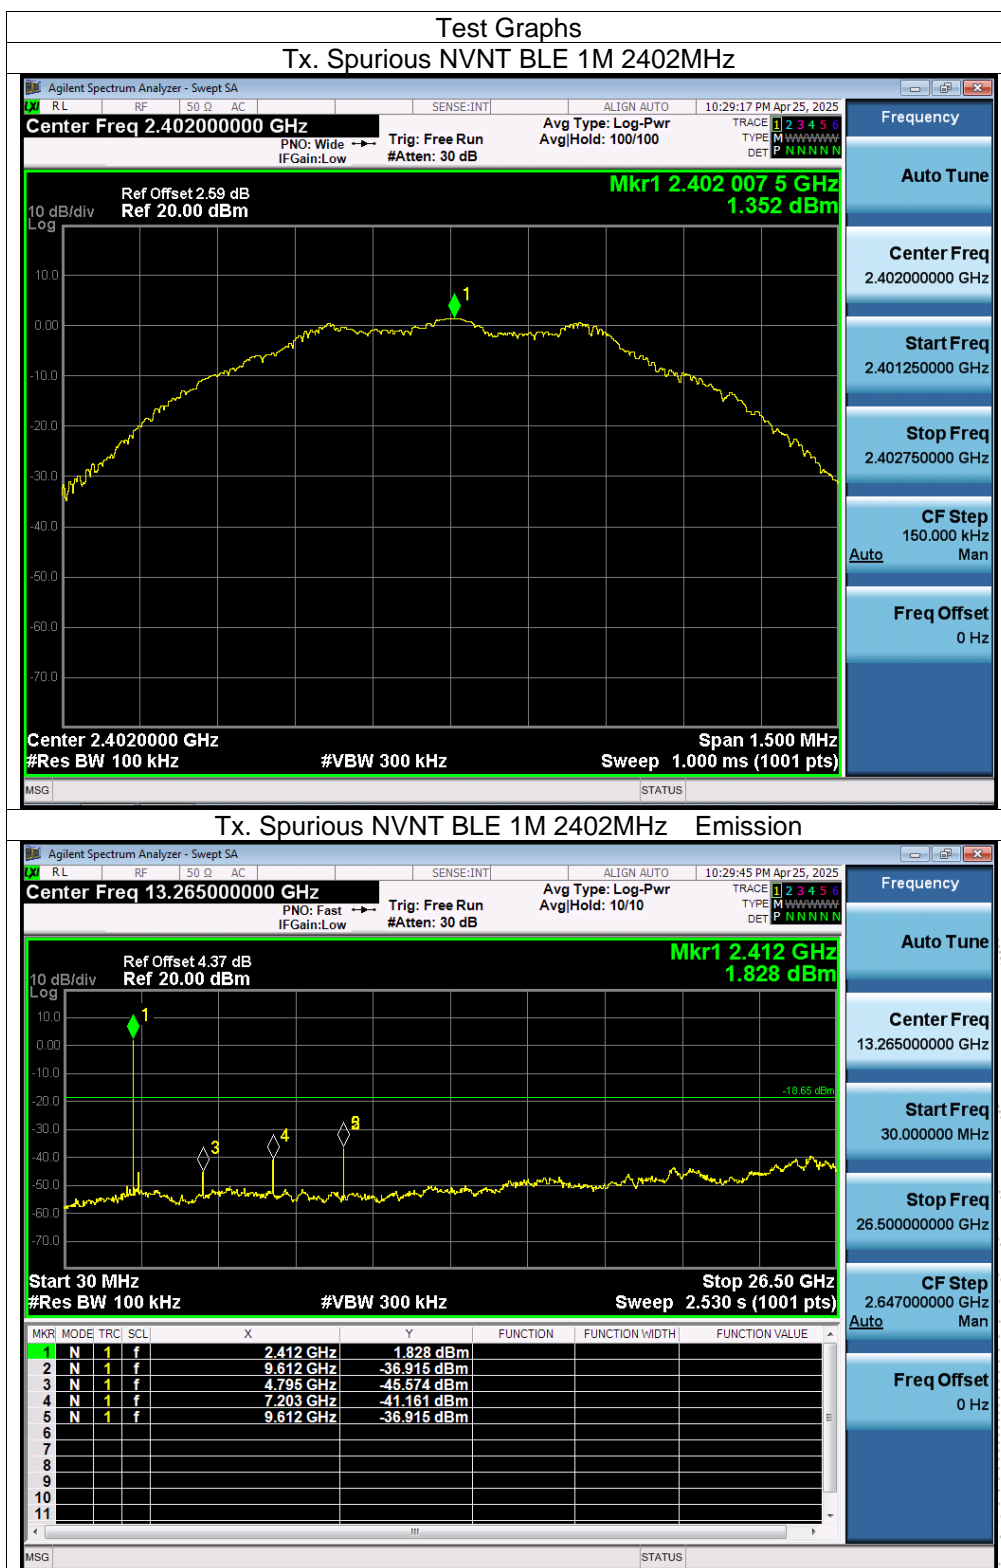 Test Graphs
Tx. Spurious NVNT BLE 1M 2402MHz
Agilent Spectrum Analyzer - Swept SA
LXI RL RF 50 Ω AC SENSE:INT ALIGN AUTO 10:29:17 PM Apr 25, 2025
Center Freq 2.402000000 GHz
PNO: Wide
IFGain:Low
Trig: Free Run
#Atten: 30 dB
Avg Type: Log-Pwr
Avg|Hold: 100/100
TRACE 1 2 3 4 5 6
TYPE M WWWWW
DET P N N N N N
Frequency
Auto Tune
Center Freq
2.402000000 GHz
Start Freq
2.401250000 GHz
Stop Freq
2.402750000 GHz
CF Step
150.000 kHz
Auto Man
Freq Offset
0 Hz
Mkr1 2.402 007 5 GHz
1.352 dBm
Ref Offset 2.59 dB
10 dB/div Ref 20.00 dBm
Log
1
10.0
0.00
-10.0
-20.0
-30.0
-40.0
-50.0
-60.0
-70.0
Center 2.4020000 GHz Span 1.500 MHz
#Res BW 100 kHz #VBW 300 kHz Sweep 1.000 ms (1001 pts)
MSG STATUS
Tx. Spurious NVNT BLE 1M 2402MHz Emission
Agilent Spectrum Analyzer - Swept SA
LXI RL RF 50 Ω AC SENSE:INT ALIGN AUTO 10:29:45 PM Apr 25, 2025
Center Freq 13.265000000 GHz
PNO: Fast
IFGain:Low
Trig: Free Run
#Atten: 30 dB
Avg Type: Log-Pwr
Avg|Hold: 10/10
TRACE 1 2 3 4 5 6
TYPE M WWWWW
DET P N N N N N
Frequency
Auto Tune
Center Freq
13.265000000 GHz
Start Freq
30.000000 MHz
Stop Freq
26.500000000 GHz
CF Step
2.647000000 GHz
Auto Man
Freq Offset
0 Hz
Mkr1 2.412 GHz
1.828 dBm
Ref Offset 4.37 dB
10 dB/div Ref 20.00 dBm
Log
10.0
0.00
-10.0
-20.0
-30.0
-40.0
-50.0
-60.0
-70.0
1
3
4
-18.65 dBm
Start 30 MHz Stop 26.50 GHz
#Res BW 100 kHz #VBW 300 kHz Sweep 2.530 s (1001 pts)
MKR MODE TRC SCL X Y FUNCTION FUNCTION WIDTH FUNCTION VALUE
1 N 1 f 2.412 GHz 1.828 dBm
2 N 1 f 9.612 GHz -36.915 dBm
3 N 1 f 4.795 GHz -45.574 dBm
4 N 1 f 7.203 GHz -41.161 dBm
5 N 1 f 9.612 GHz -36.915 dBm
6
7
8
9
10
11
MSG STATUS